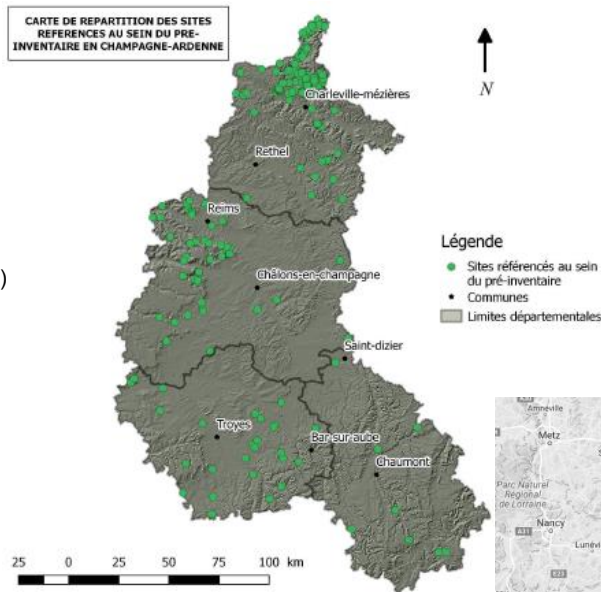 CARTE DE REPARTITION DES SITES
REFERENCES AU SEIN DU PRE-
INVENTAIRE EN CHAMPAGNE-ARDENNE
N
Charleville-mézières
Rethel
Reims
)
Légende
Sites référencés au sein
du pré-inventaire
Communes
Limites départementales
Châlons-en-champagne
Saint-dizier
Troyes
Bar-sur-aube
Chaumont
Amnéville
Metz
Parc Naturel
Régional
de Lorraine
A31
Nancy
Lunévi
25 0 25 50 75 100 km